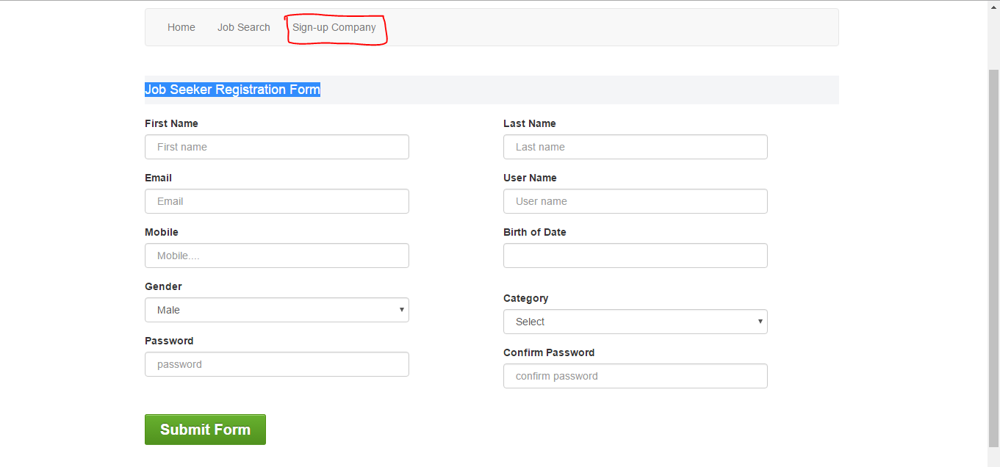 Home Job Search Sign-up Company
Job Seeker Registration Form
First Name Last Name
First name Last name
Email User Name
Email User name
Mobile Birth of Date
Mobile....
Gender
Male
Category
Select
Password
password
Confirm Password
confirm password
Submit Form